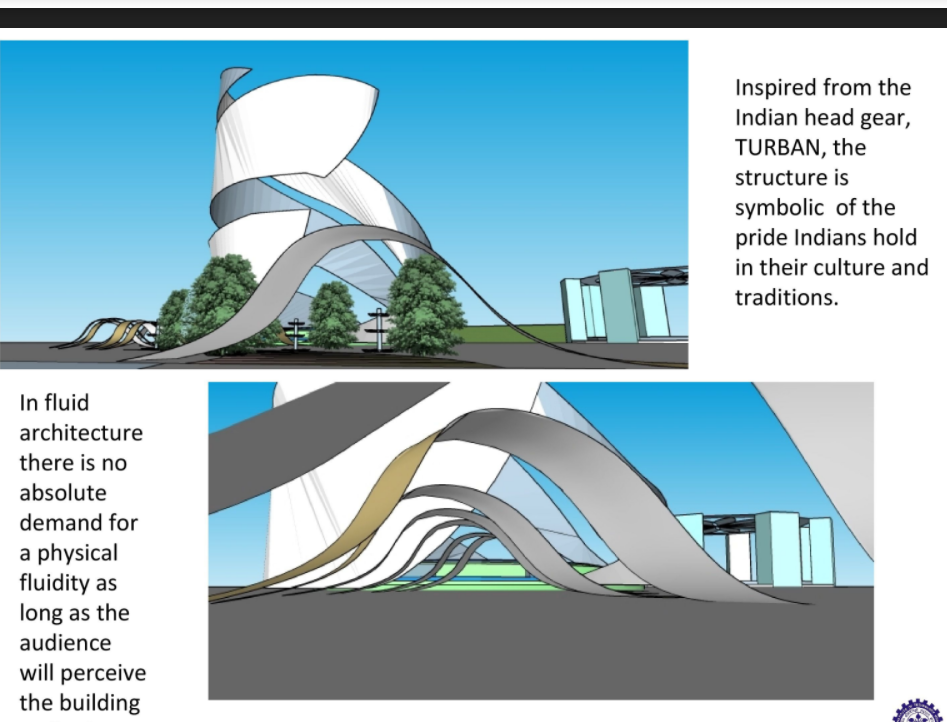 Inspired from the
Indian head gear,
TURBAN, the
structure is
symbolic of the
pride Indians hold
in their culture and
traditions.
In fluid
architecture
there is no
absolute
demand for
a physical
fluidity as
long as the
audience
will perceive
the building